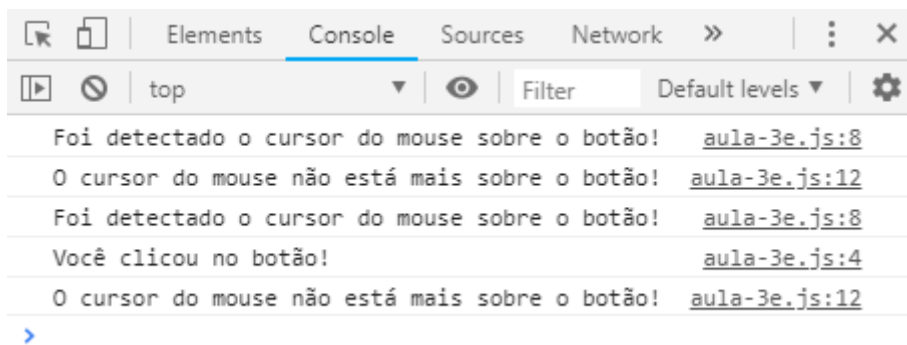 Elements Console Sources Network »
top Filter Default levels
Foi detectado o cursor do mouse sobre o botão! aula-3e.js:8
O cursor do mouse não está mais sobre o botão! aula-3e.js:12
Foi detectado o cursor do mouse sobre o botão! aula-3e.js:8
Você clicou no botão! aula-3e.js:4
O cursor do mouse não está mais sobre o botão! aula-3e.js:12